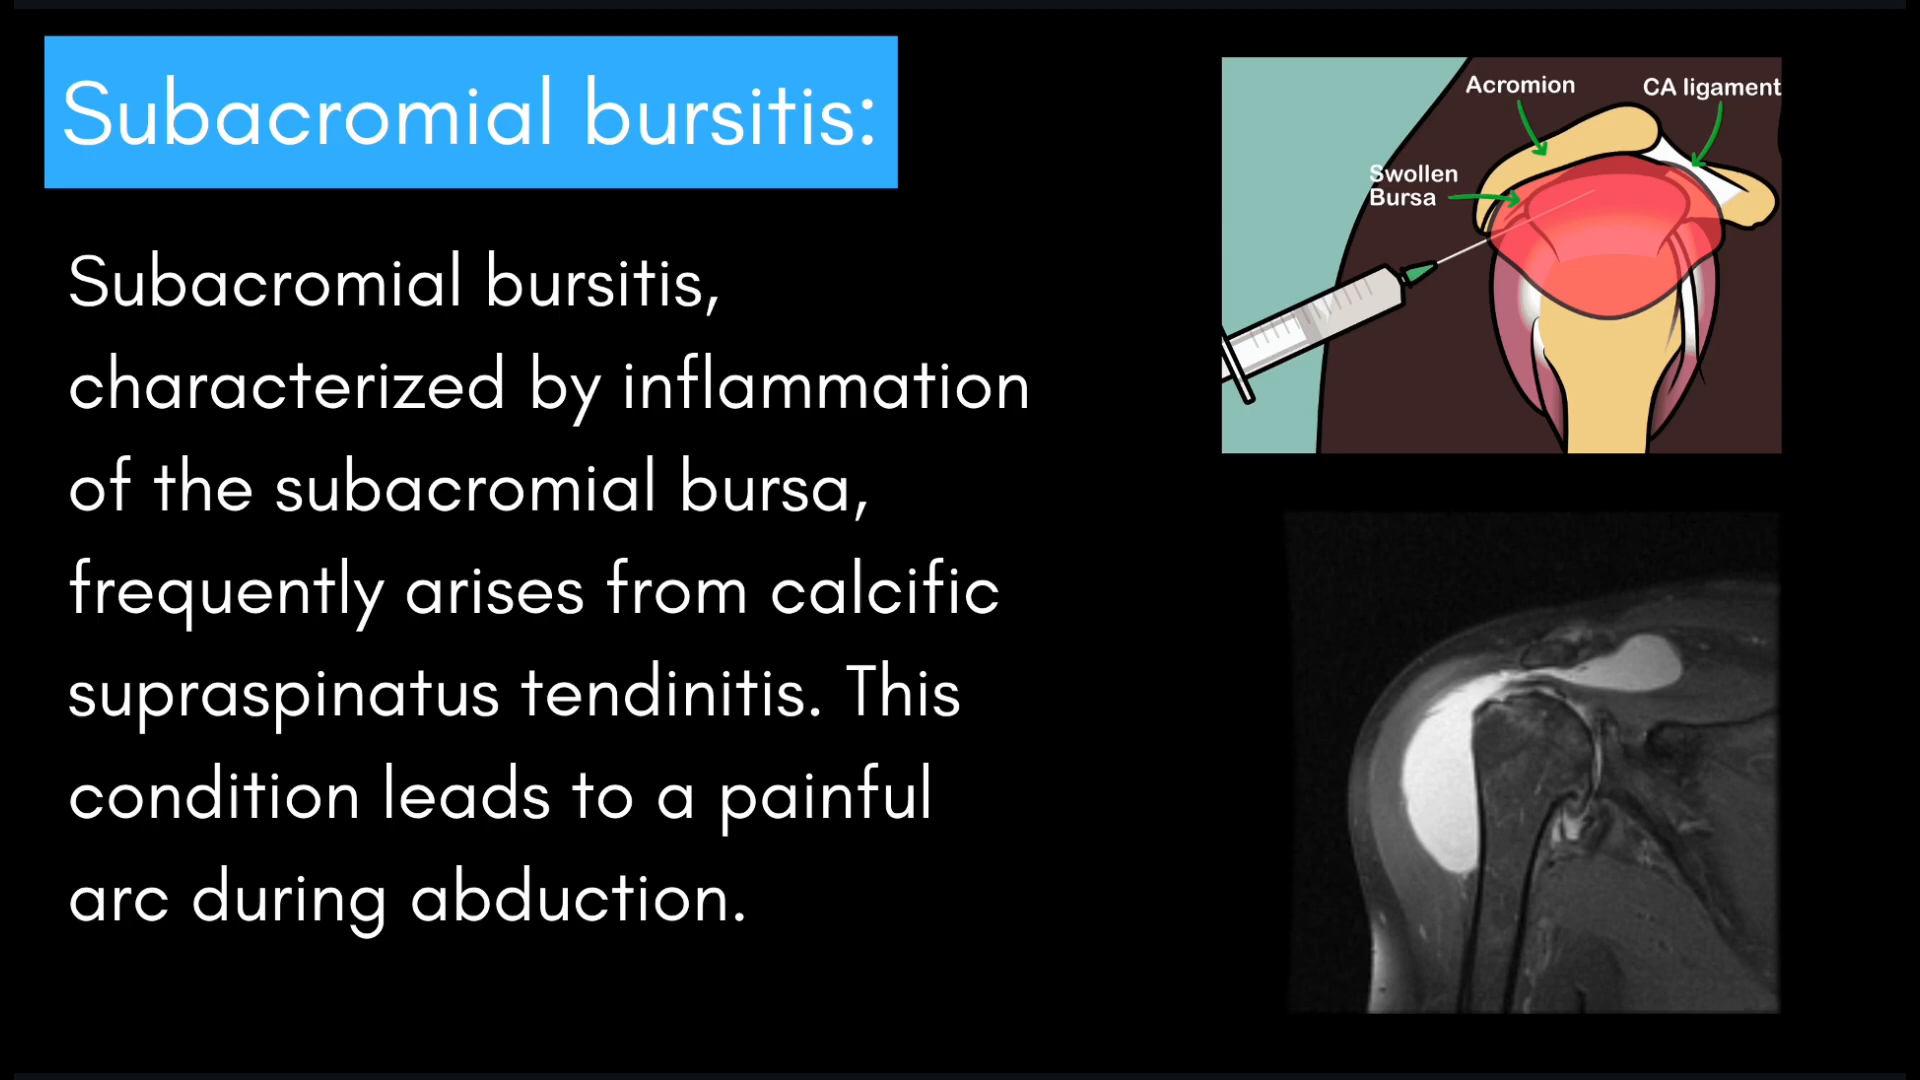 Subacromial bursitis:
Subacromial bursitis,
characterized by inflammation
of the subacromial bursa,
frequently arises from calcific
supraspinatus tendinitis. This
condition leads to a painful
arc during abduction.
Acromion
CA ligament
Swollen
Bursa